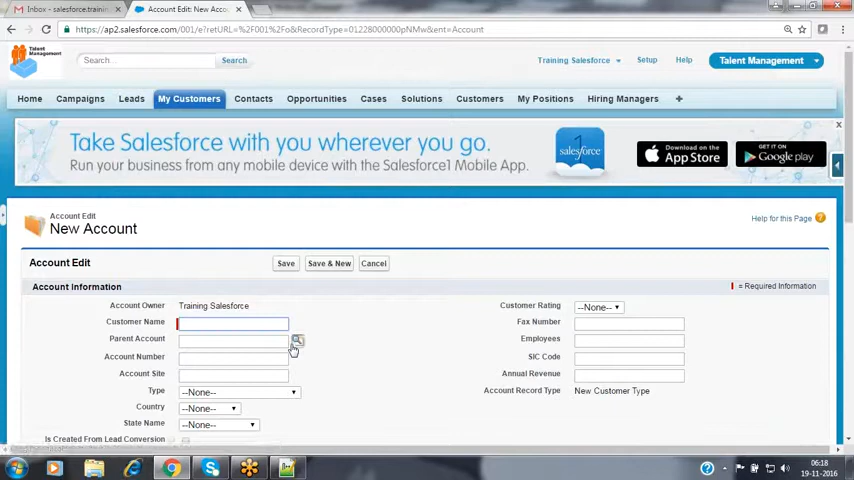 Inbox - salesforce.trainin
Account Edit: New Accou
https://ap2.salesforce.com/001/e?retURL=%2F001%2Fo&RecordType=01228000000pNMw&ent=Account
Talent
Management
Search...
Search
Training Salesforce
Setup
Help
Talent Management
Home
Campaigns
Leads
My Customers
Contacts
Opportunities
Cases
Solutions
Customers
My Positions
Hiring Managers
+
Take Salesforce with you wherever you go.
Run your business from any mobile device with the Salesforce1 Mobile App.
salesforce
1
Download on the
App Store
GET IT ON
Google play
Account Edit
New Account
Help for this Page
Account Edit
Save
Save & New
Cancel
Account Information
= Required Information
Account Owner
Training Salesforce
Customer Rating
--None--
Customer Name
Fax Number
Parent Account
Employees
Account Number
SIC Code
Account Site
Annual Revenue
Type
--None--
Account Record Type
New Customer Type
Country
--None--
State Name
--None--
Is Created From Lead Conversion
06:18
19-11-2016